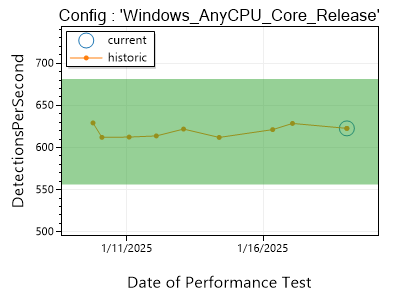 Config : 'Windows_AnyCPU_Core_Release'
current
historic
DetectionsPerSecond
700
650
600
550
500
1/11/2025
1/16/2025
Date of Performance Test